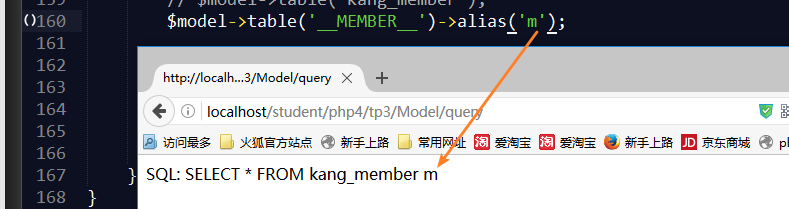 // $model->table('kang_member');
160 $model->table('__MEMBER__')->alias('m');
161
162
163
164
165
166
167 }
168 }
http://localh...3/Model/query
localhost/student/php4/tp3/Model/query
访问最多 火狐官方站点 新手上路 常用网址 爱淘宝 爱淘宝 新手上路 JD 京东商城
SQL: SELECT * FROM kang_member m